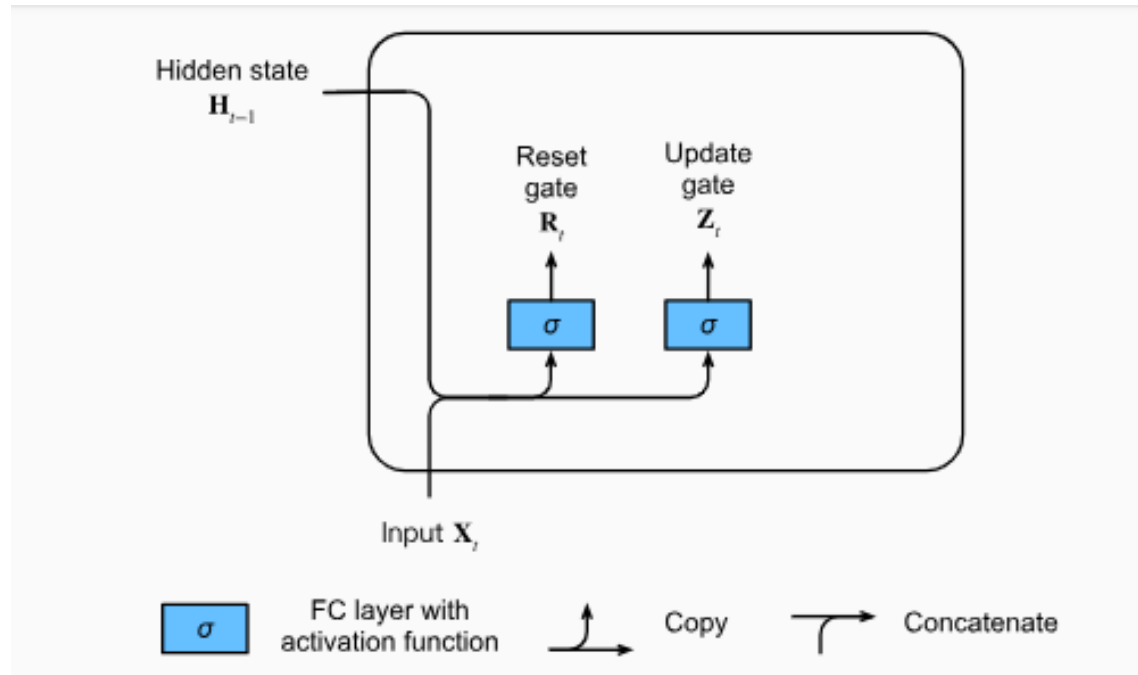 Hidden state
H_{t-1}
Reset
gate
R_t
Update
gate
Z_t
σ
σ
Input X_t
σ
FC layer with
activation function
Copy
Concatenate